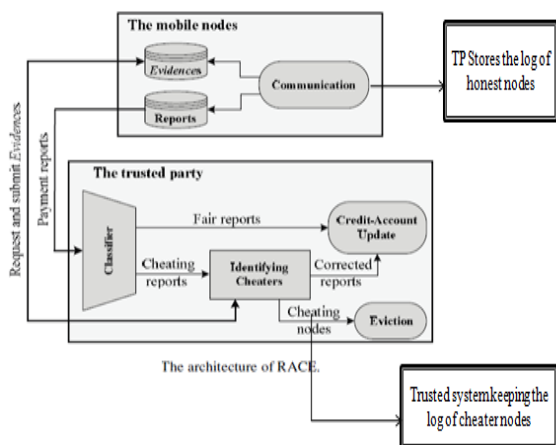 The mobile nodes
Evidences
Communication
Reports
TP Stores the log of
honest nodes
Request and submit Evidences
Payment reports
The trusted party
Classifier
Fair reports
Credit-Account
Update
Cheating
reports
Identifying
Cheaters
Corrected
reports
Cheating
nodes
Eviction
The architecture of RACE.
Trusted systemkeeping the
log of cheater nodes